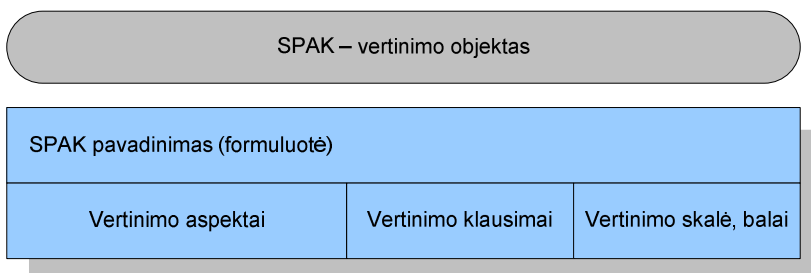 SPAK – vertinimo objektas
SPAK pavadinimas (formuluotė)
Vertinimo aspektai
Vertinimo klausimai
Vertinimo skalė, balai